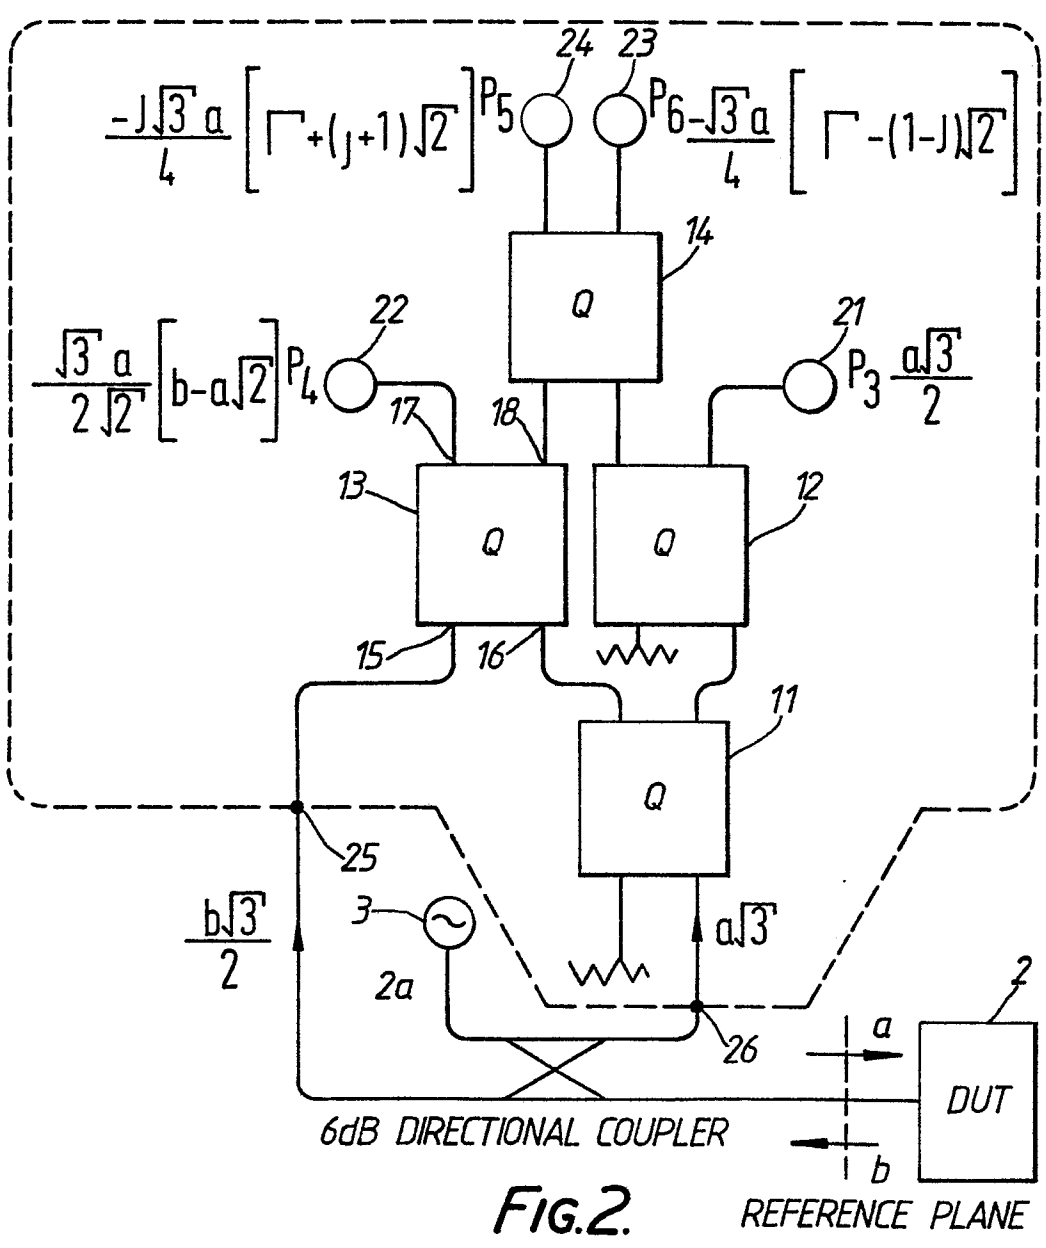 24 23
-J√3 a / 4 [Γ+(J+1)√2] P5
P6 -√3 a / 4 [Γ-(1-J)√2]
14
Q
22
21
√3 a / 2√2 [b-a√2] P4
P3 a√3 / 2
17
18
13
12
Q
Q
15
16
11
Q
25
b√3 / 2
3
2a
a√3
26
2
a
DUT
6dB DIRECTIONAL COUPLER
b
REFERENCE PLANE
FIG.2.